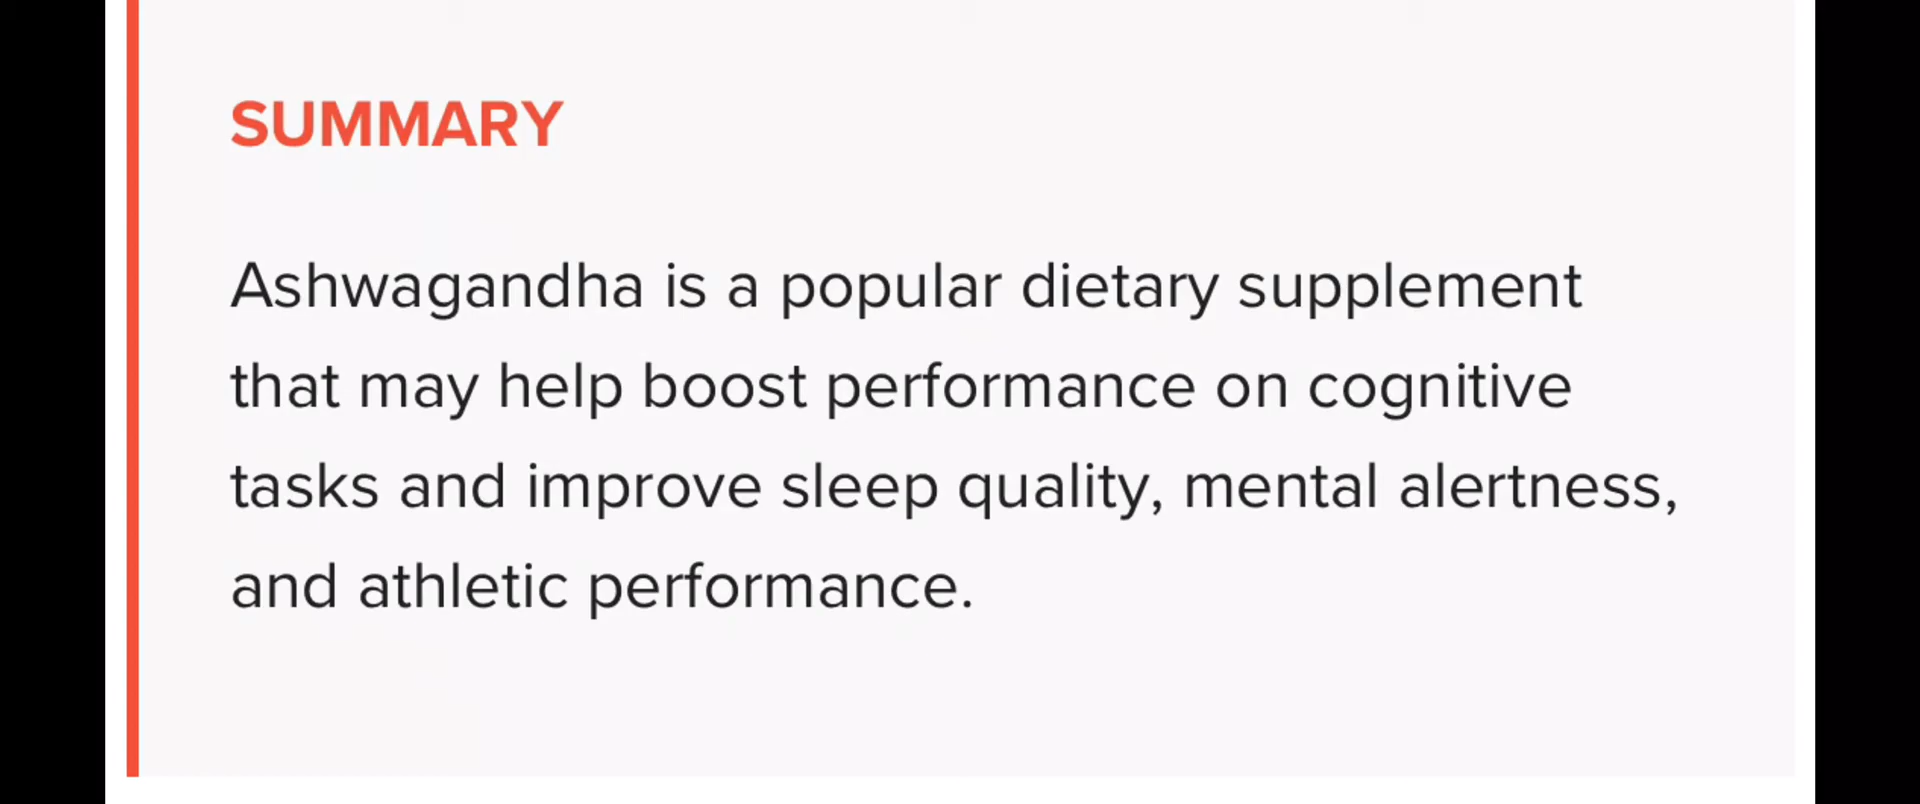 SUMMARY
Ashwagandha is a popular dietary supplement
that may help boost performance on cognitive
tasks and improve sleep quality, mental alertness,
and athletic performance.